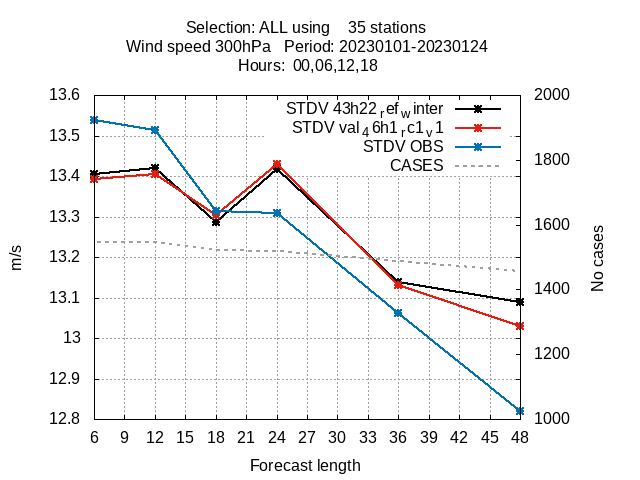 Selection: ALL using 35 stations
Wind speed 300hPa Period: 20230101-20230124
Hours: 00,06,12,18
STDV 43h22ᵣef_winter
STDV val₄6h1ᵣc1ᵥ1
STDV OBS
CASES
13.6
13.5
13.4
13.3
13.2
13.1
13
12.9
12.8
m/s
2000
1800
1600
1400
1200
1000
No cases
6 9 12 15 18 21 24 27 30 33 36 39 42 45 48
Forecast length